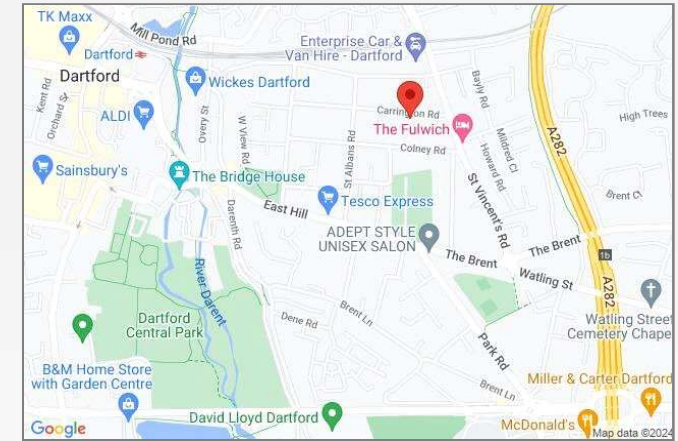 TK Maxx
Mill Pond Rd
Enterprise Car &
Van Hire - Dartford
Dartford
Dartford
Wickes Dartford
Kent Rd
Orchard St
ALDI
Overy St
W View Rd
St Albans Rd
Carrington Rd
The Fulwich
Colney Rd
Bayly Rd
Mildred Cl
Howard Rd
High Trees
A282
Sainsbury's
The Bridge House
Tesco Express
East Hill
Darenth Rd
St Vincent's Rd
Brent Cl
ADEPT STYLE
UNISEX SALON
The Brent
The Brent
1b
Watling St
A282
River Darent
Dartford
Central Park
Dene Rd
Brent Ln
Park Rd
Watling Street
Cemetery Chape
B&M Home Store
with Garden Centre
Brent Ln
Miller & Carter Dartford
David Lloyd Dartford
McDonald's
Google
Map data ©2024